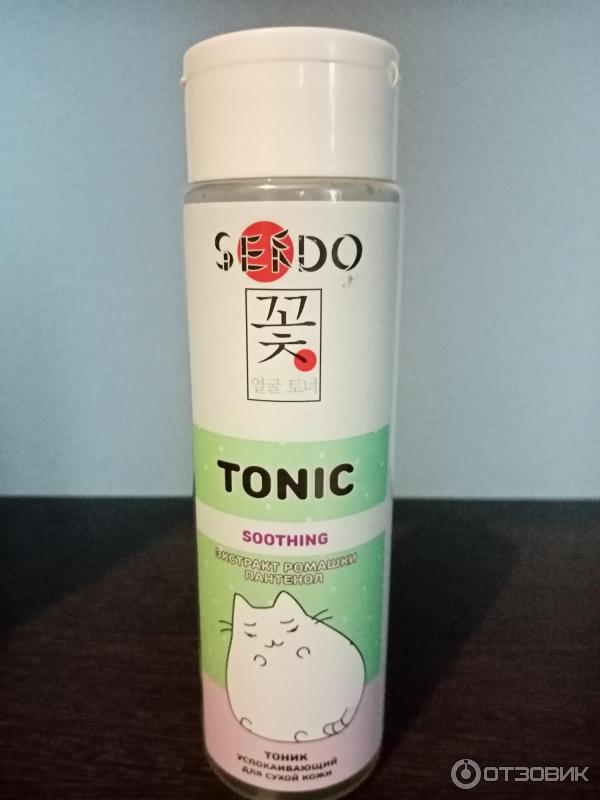 SENDO
꽃
얼굴 토너
TONIC
SOOTHING
ЭКСТРАКТ РОМАШКИ
ПАНТЕНОЛ
ТОНИК
УСПОКАИВАЮЩИЙ
ДЛЯ СУХОЙ КОЖИ
ОТЗОВИК